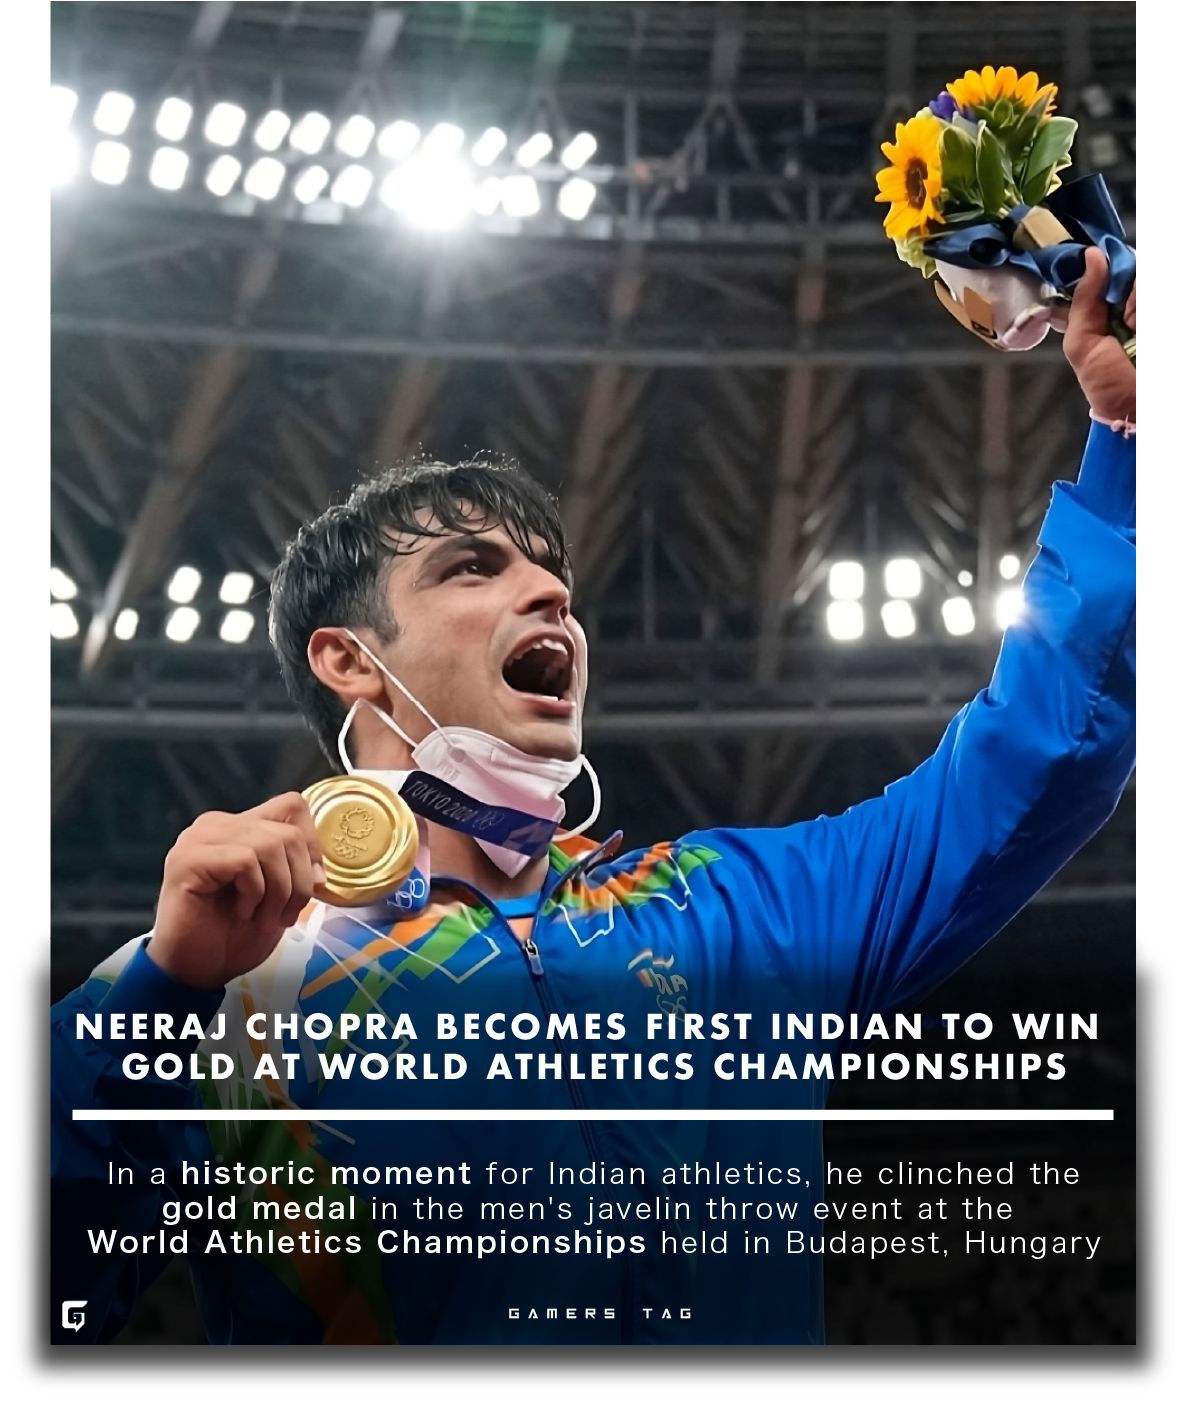 TOKYO 2020
NEERAJ CHOPRA BECOMES FIRST INDIAN TO WIN
GOLD AT WORLD ATHLETICS CHAMPIONSHIPS
In a historic moment for Indian athletics, he clinched the
gold medal in the men's javelin throw event at the
World Athletics Championships held in Budapest, Hungary
GAMERS TAG